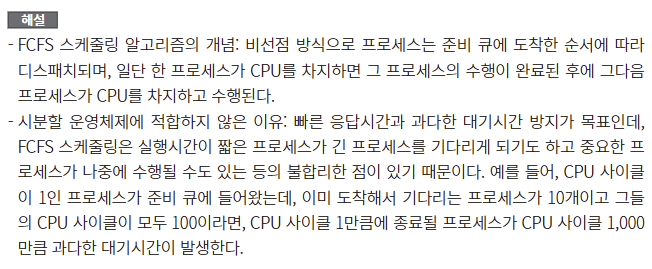 해설
- FCFS 스케줄링 알고리즘의 개념: 비선점 방식으로 프로세스는 준비 큐에 도착한 순서에 따라
디스패치되며, 일단 한 프로세스가 CPU를 차지하면 그 프로세스의 수행이 완료된 후에 그다음
프로세스가 CPU를 차지하고 수행된다.
- 시분할 운영체제에 적합하지 않은 이유: 빠른 응답시간과 과다한 대기시간 방지가 목표인데,
FCFS 스케줄링은 실행시간이 짧은 프로세스가 긴 프로세스를 기다리게 되기도 하고 중요한 프
로세스가 나중에 수행될 수도 있는 등의 불합리한 점이 있기 때문이다. 예를 들어, CPU 사이클
이 1인 프로세스가 준비 큐에 들어왔는데, 이미 도착해서 기다리는 프로세스가 10개이고 그들
의 CPU 사이클이 모두 100이라면, CPU 사이클 1만큼에 종료될 프로세스가 CPU 사이클 1,000
만큼 과다한 대기시간이 발생한다.